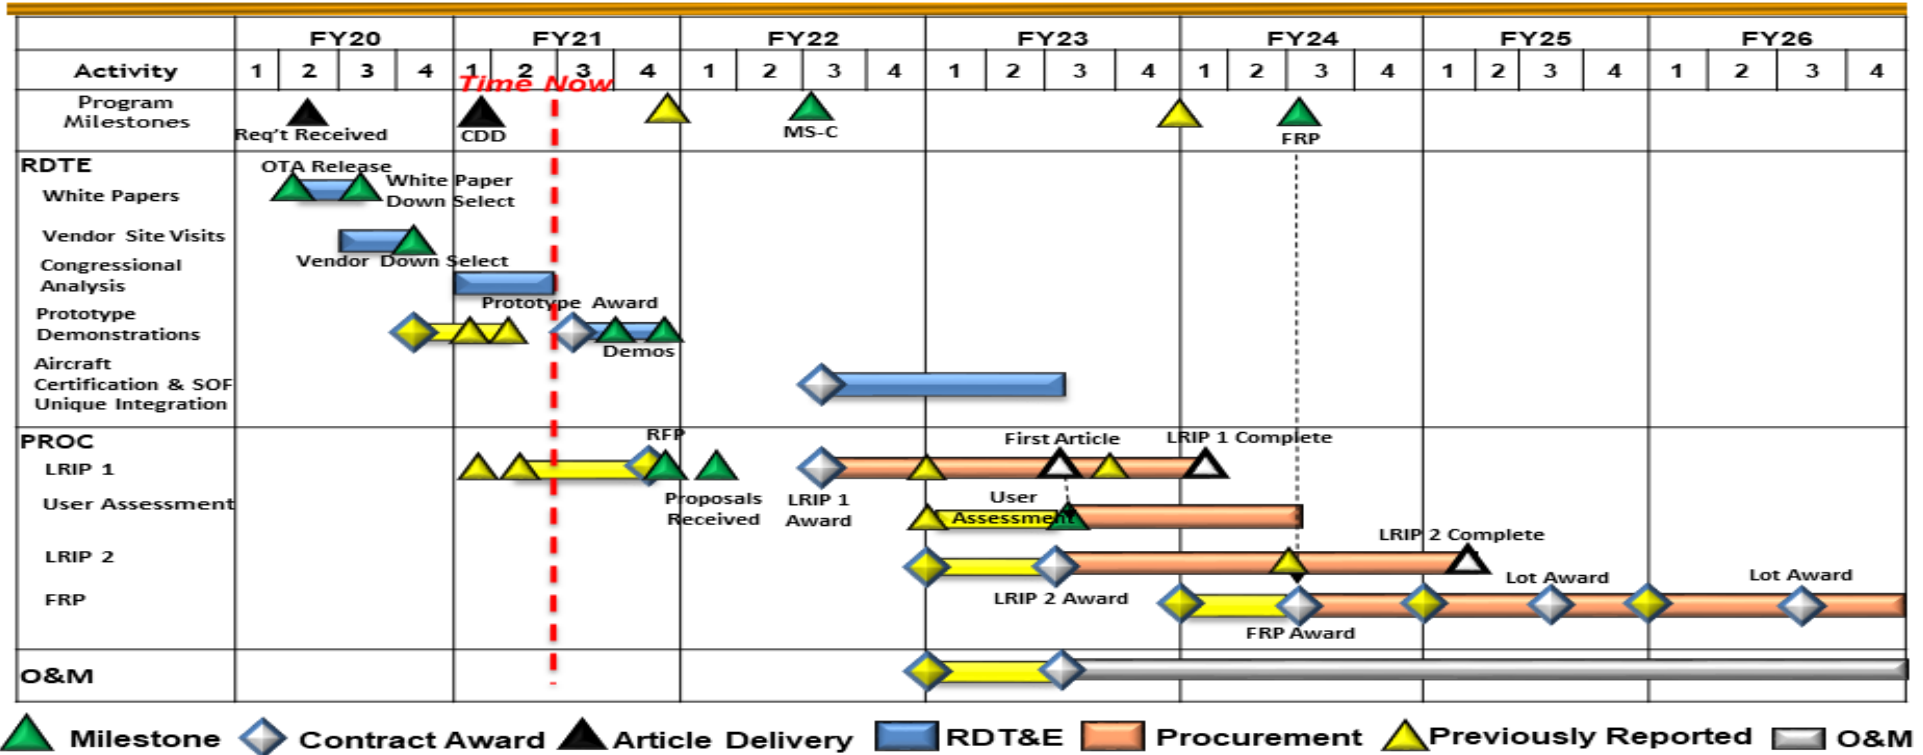 FY20 FY21 FY22 FY23 FY24 FY25 FY26
Activity 1 2 3 4 1 2 3 4 1 2 3 4 1 2 3 4 1 2 3 4 1 2 3 4 1 2 3 4
Time Now
Program
Milestones
Req't Received CDD MS-C FRP
RDTE
OTA Release
White Papers
White Paper
Down Select
Vendor Site Visits
Vendor Down Select
Congressional
Analysis
Prototype Award
Prototype
Demonstrations
Demos
Aircraft
Certification & SOF
Unique Integration
PROC
RFP First Article LRIP 1 Complete
LRIP 1
Proposals
Received
LRIP 1
Award
User Assessment
User
Assessment
LRIP 2 Complete
LRIP 2
Lot Award Lot Award
LRIP 2 Award
FRP
FRP Award
O&M
Milestone Contract Award Article Delivery RDT&E Procurement Previously Reported O&M